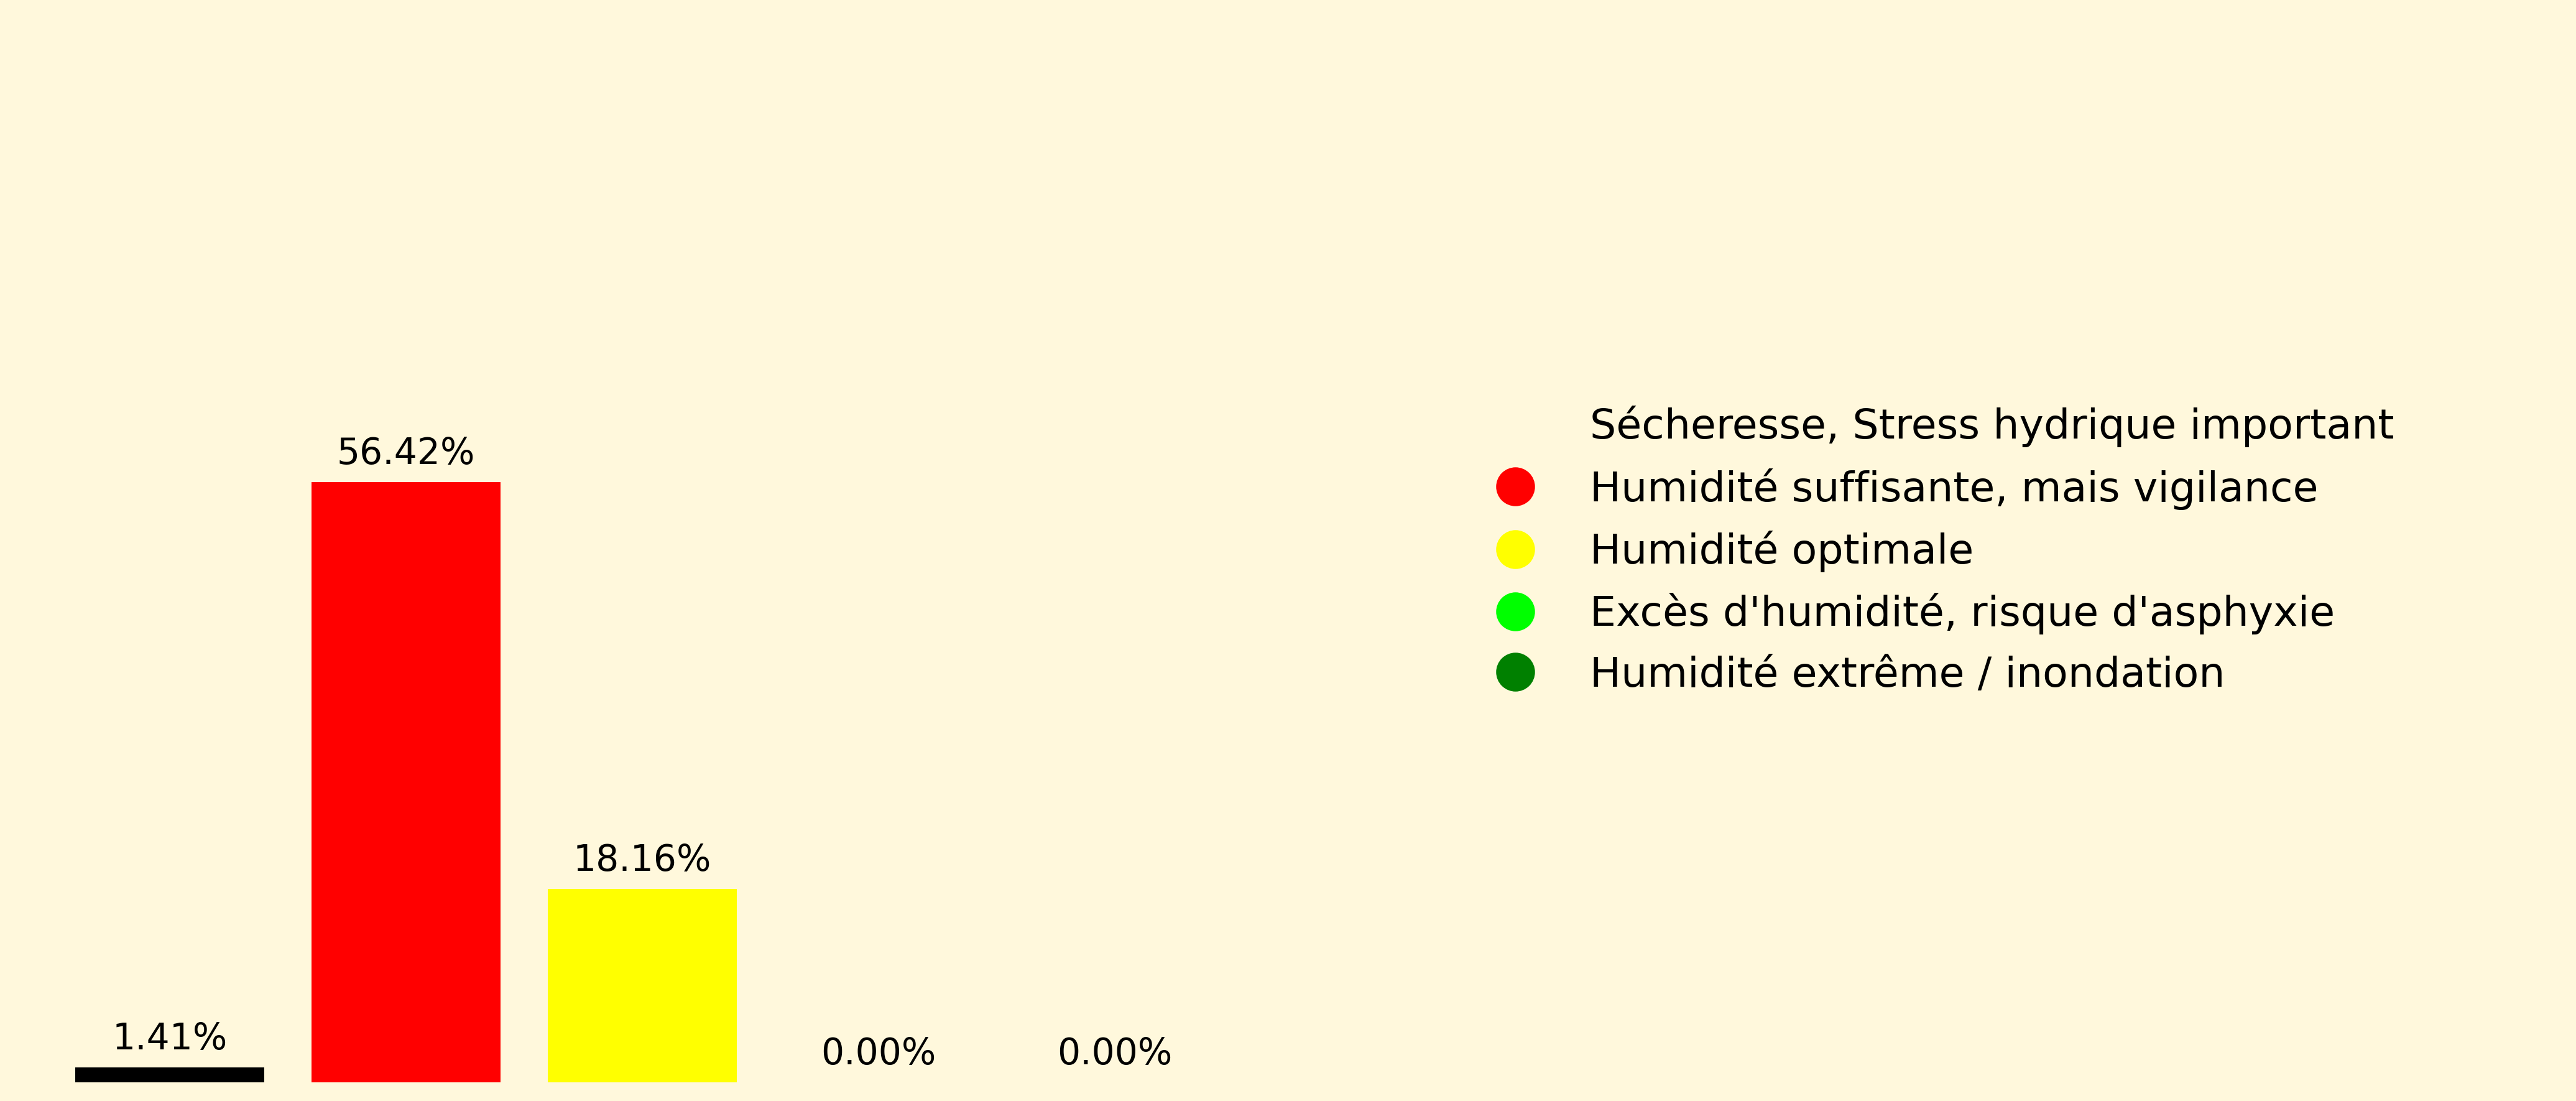 56.42%
18.16%
1.41%
0.00%
0.00%
Sécheresse, Stress hydrique important
Humidité suffisante, mais vigilance
Humidité optimale
Excès d'humidité, risque d'asphyxie
Humidité extrême / inondation